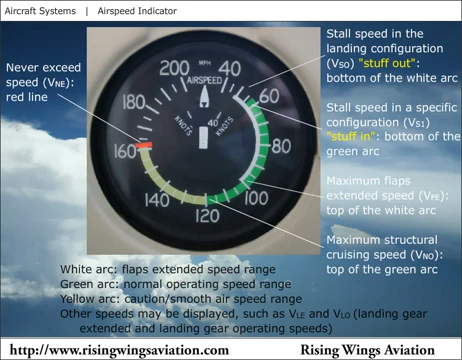 Aircraft Systems | Airspeed Indicator
Never exceed
speed (VNE):
red line
Stall speed in the
landing configuration
(VS0) "stuff out":
bottom of the white arc
Stall speed in a specific
configuration (VS1)
"stuff in": bottom of the
green arc
Maximum flaps
extended speed (VFE):
top of the white arc
Maximum structural
cruising speed (VNO):
top of the green arc
MPH
AIRSPEED
200
40
60
80
100
120
140
160
180
KNOTS
40
KNOTS
White arc: flaps extended speed range
Green arc: normal operating speed range
Yellow arc: caution/smooth air speed range
Other speeds may be displayed, such as VLE and VLO (landing gear
extended and landing gear operating speeds)
http://www.risingwingsaviation.com
Rising Wings Aviation